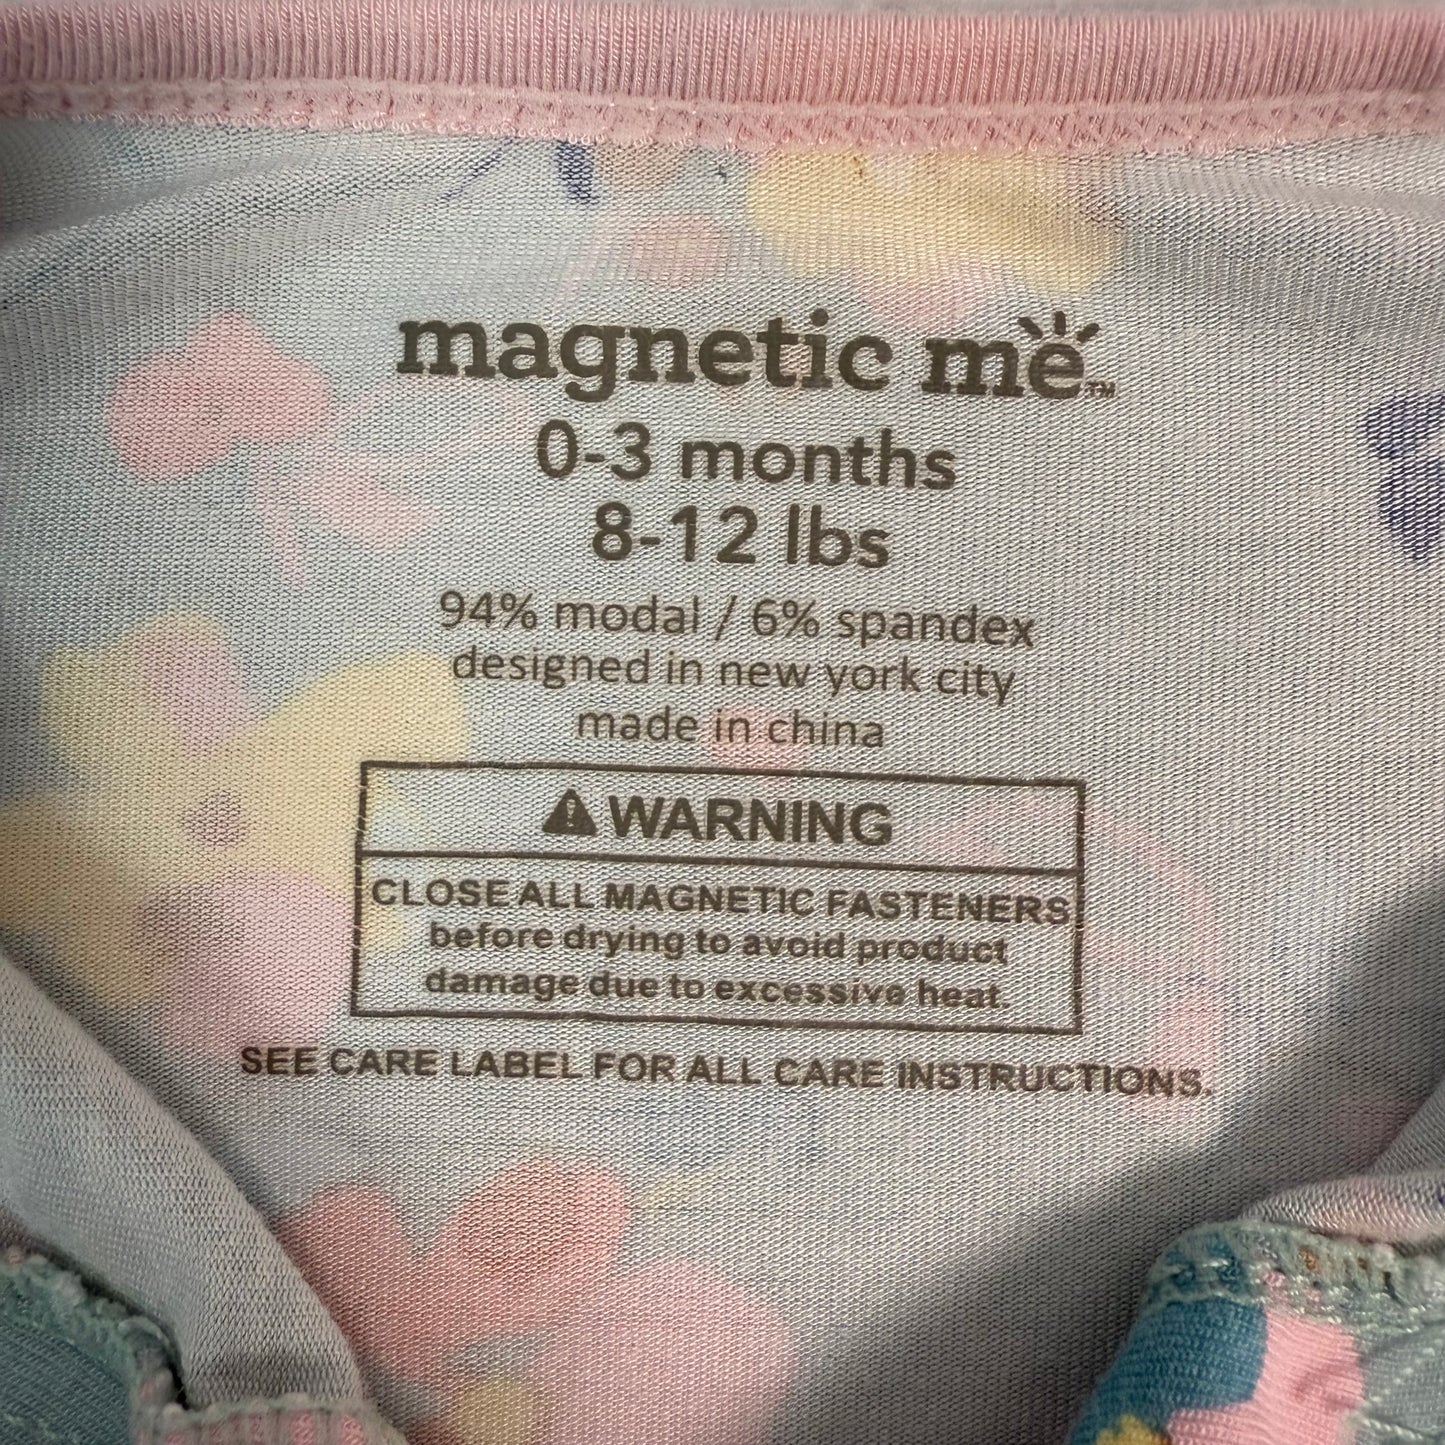 magnetic me™
0-3 months
8-12 lbs
94% modal / 6% spandex
designed in new york city
made in china
⚠ WARNING
CLOSE ALL MAGNETIC FASTENERS
before drying to avoid product
damage due to excessive heat.
SEE CARE LABEL FOR ALL CARE INSTRUCTIONS.